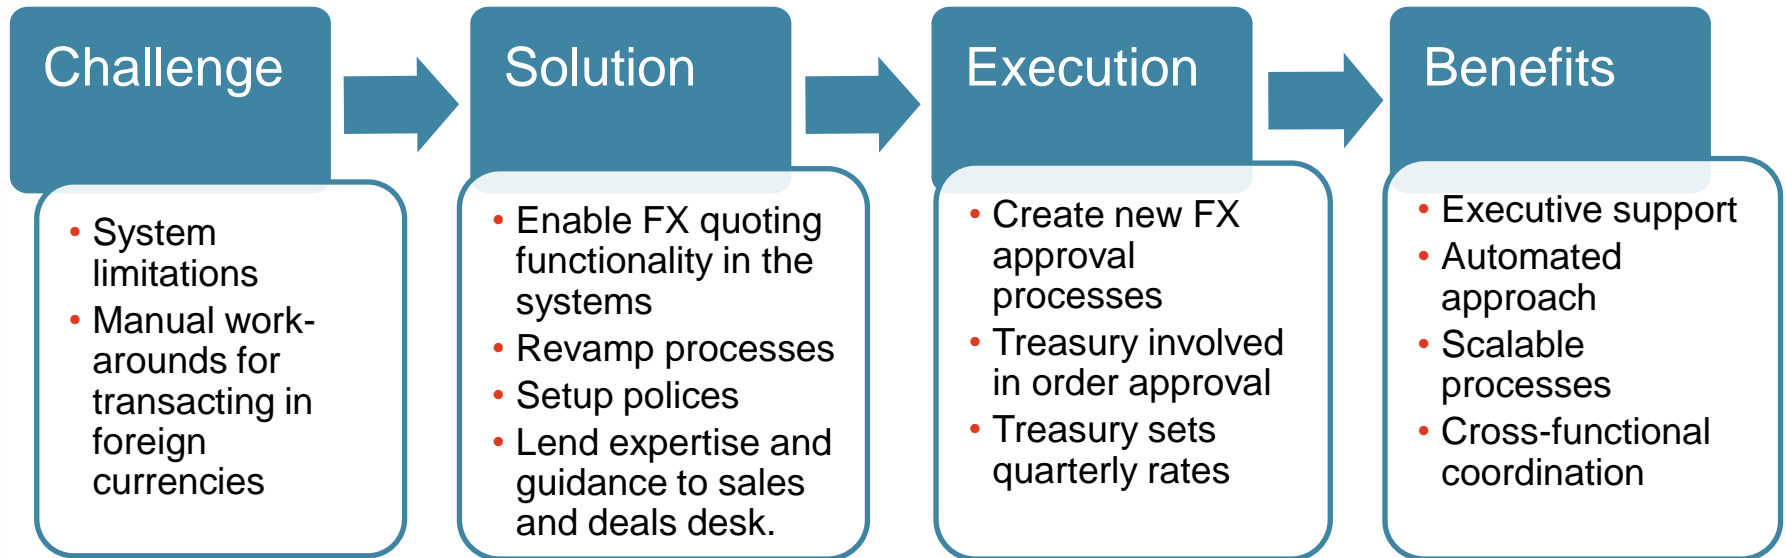 Challenge
• System
limitations
• Manual work-
arounds for
transacting in
foreign
currencies
Solution
• Enable FX quoting
functionality in the
systems
• Revamp processes
• Setup polices
• Lend expertise and
guidance to sales
and deals desk.
Execution
• Create new FX
approval
processes
• Treasury involved
in order approval
• Treasury sets
quarterly rates
Benefits
• Executive support
• Automated
approach
• Scalable
processes
• Cross-functional
coordination